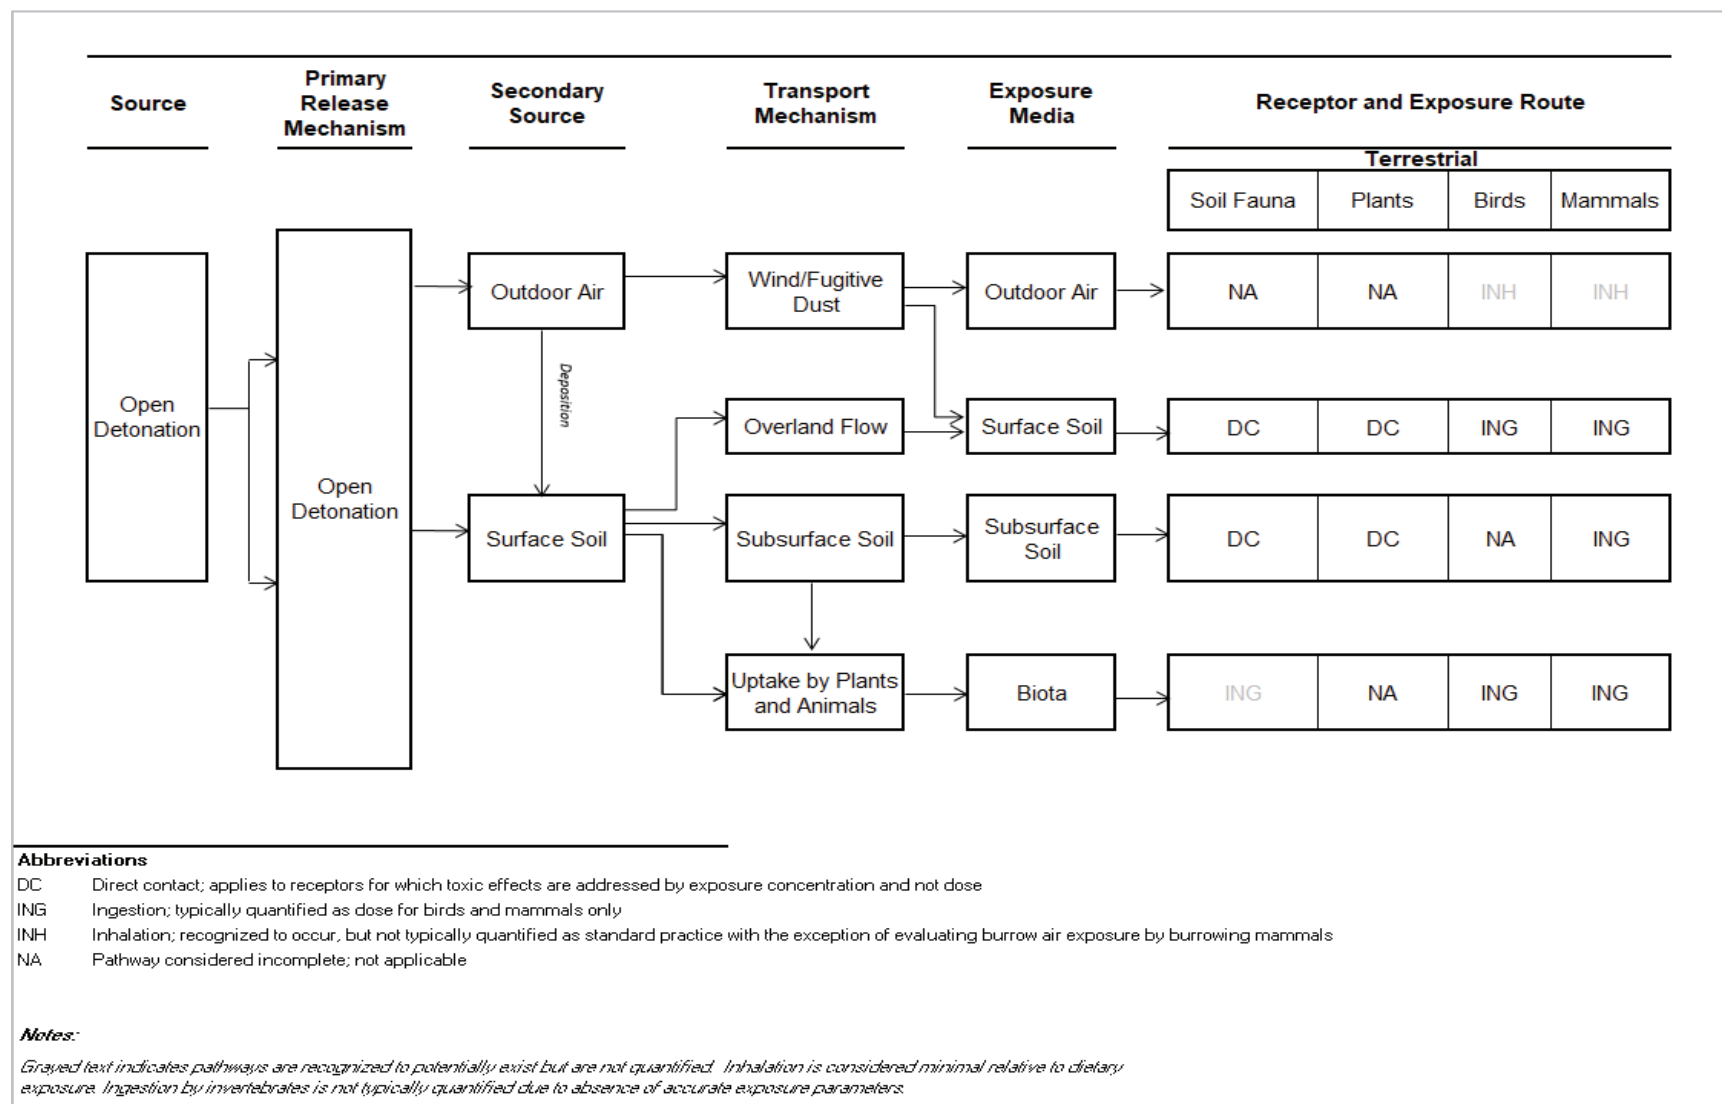 Source
Primary
Release
Mechanism
Secondary
Source
Transport
Mechanism
Exposure
Media
Receptor and Exposure Route
Terrestrial
Soil Fauna Plants Birds Mammals
Open
Detonation
Open
Detonation
Outdoor Air
Wind/Fugitive
Dust
Outdoor Air
NA NA INH INH
Deposition
Overland Flow
Surface Soil
DC DC ING ING
Surface Soil
Subsurface Soil
Subsurface
Soil
DC DC NA ING
Uptake by Plants
and Animals
Biota
ING NA ING ING
Abbreviations
DC Direct contact; applies to receptors for which toxic effects are addressed by exposure concentration and not dose
ING Ingestion; typically quantified as dose for birds and mammals only
INH Inhalation; recognized to occur, but not typically quantified as standard practice with the exception of evaluating burrow air exposure by burrowing mammals
NA Pathway considered incomplete; not applicable
Notes:
Grayed text indicates pathways are recognized to potentially exist but are not quantified. Inhalation is considered minimal relative to dietary
exposure. Ingestion by invertebrates is not typically quantified due to absence of accurate exposure parameters.